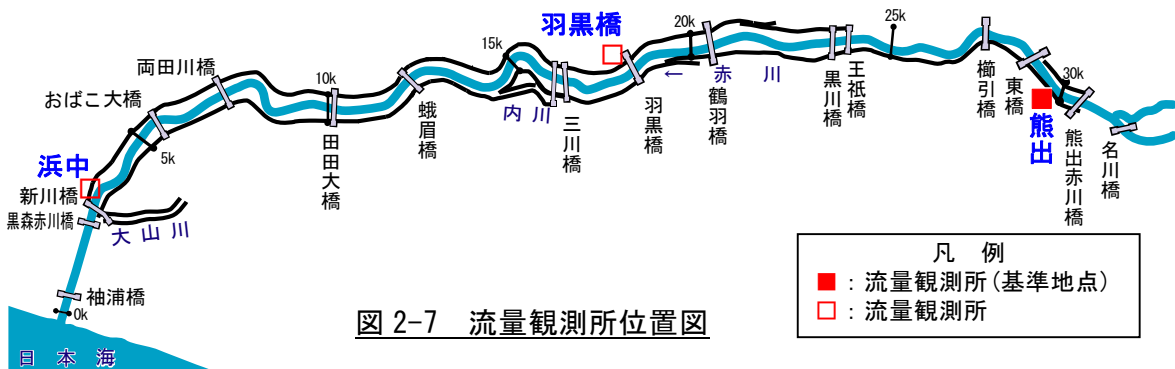 羽黒橋
20k
25k
15k
両田川橋
おばこ大橋
10k
5k
浜中
新川橋
黒森赤川橋
大山川
袖浦橋
0k
日本海
田田大橋
蛾眉橋
内川
三川橋
羽黒橋
← 赤川
鶴羽橋
黒川橋
王祇橋
櫛引橋
東橋
30k
熊出
熊出赤川橋
名川橋
凡 例
■ : 流量観測所(基準地点)
□ : 流量観測所
図 2-7 流量観測所位置図